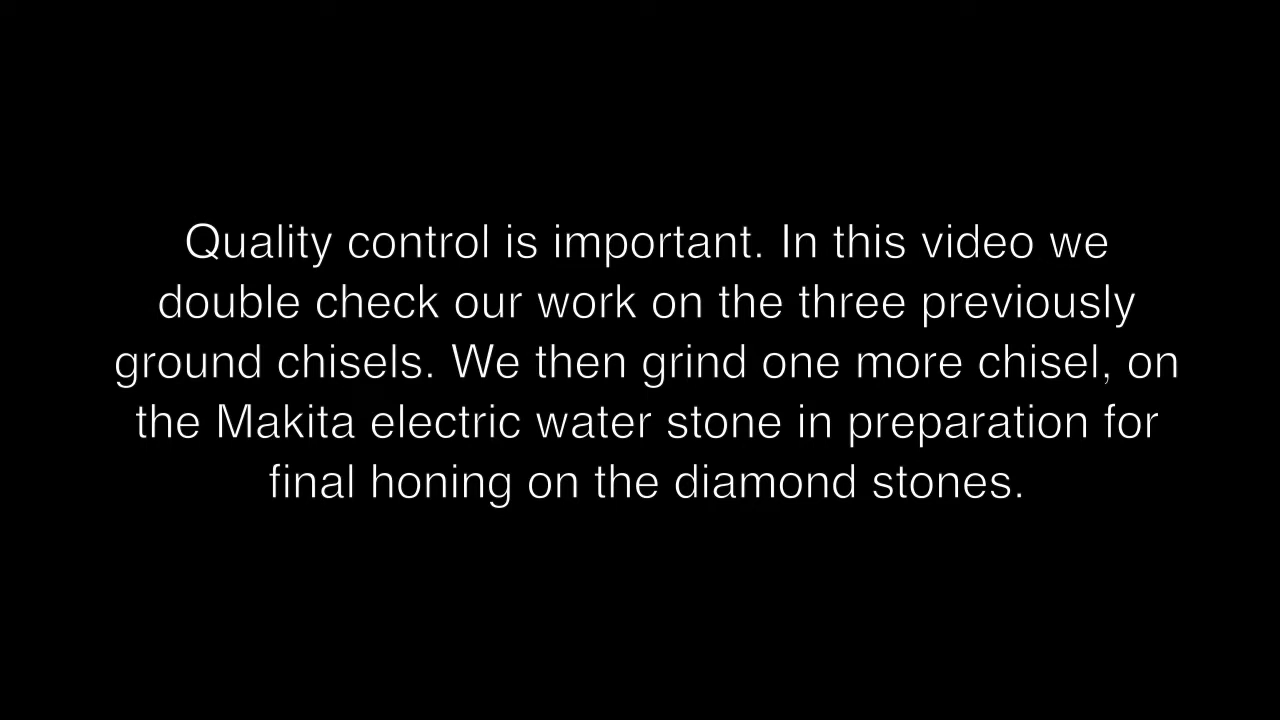 Quality control is important. In this video we
double check our work on the three previously
ground chisels. We then grind one more chisel, on
the Makita electric water stone in preparation for
final honing on the diamond stones.